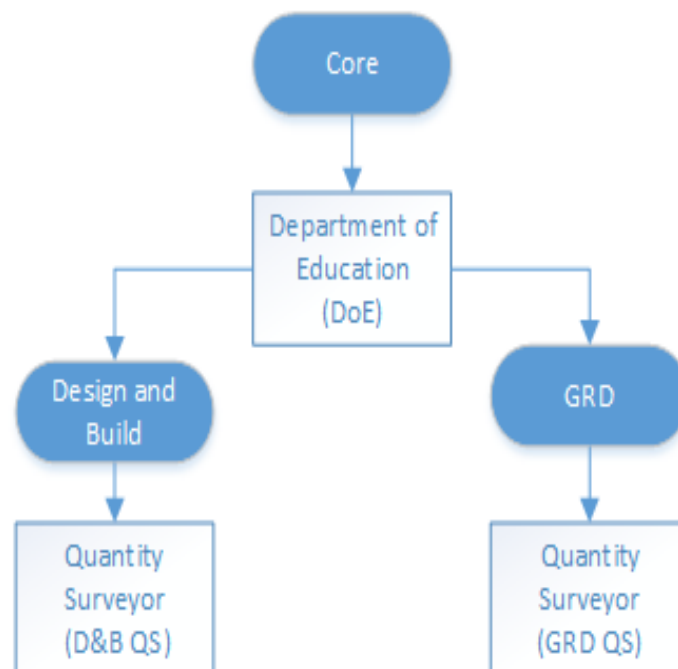 Core
Department of
Education
(DoE)
Design and
Build
GRD
Quantity
Surveyor
(D&B QS)
Quantity
Surveyor
(GRD QS)